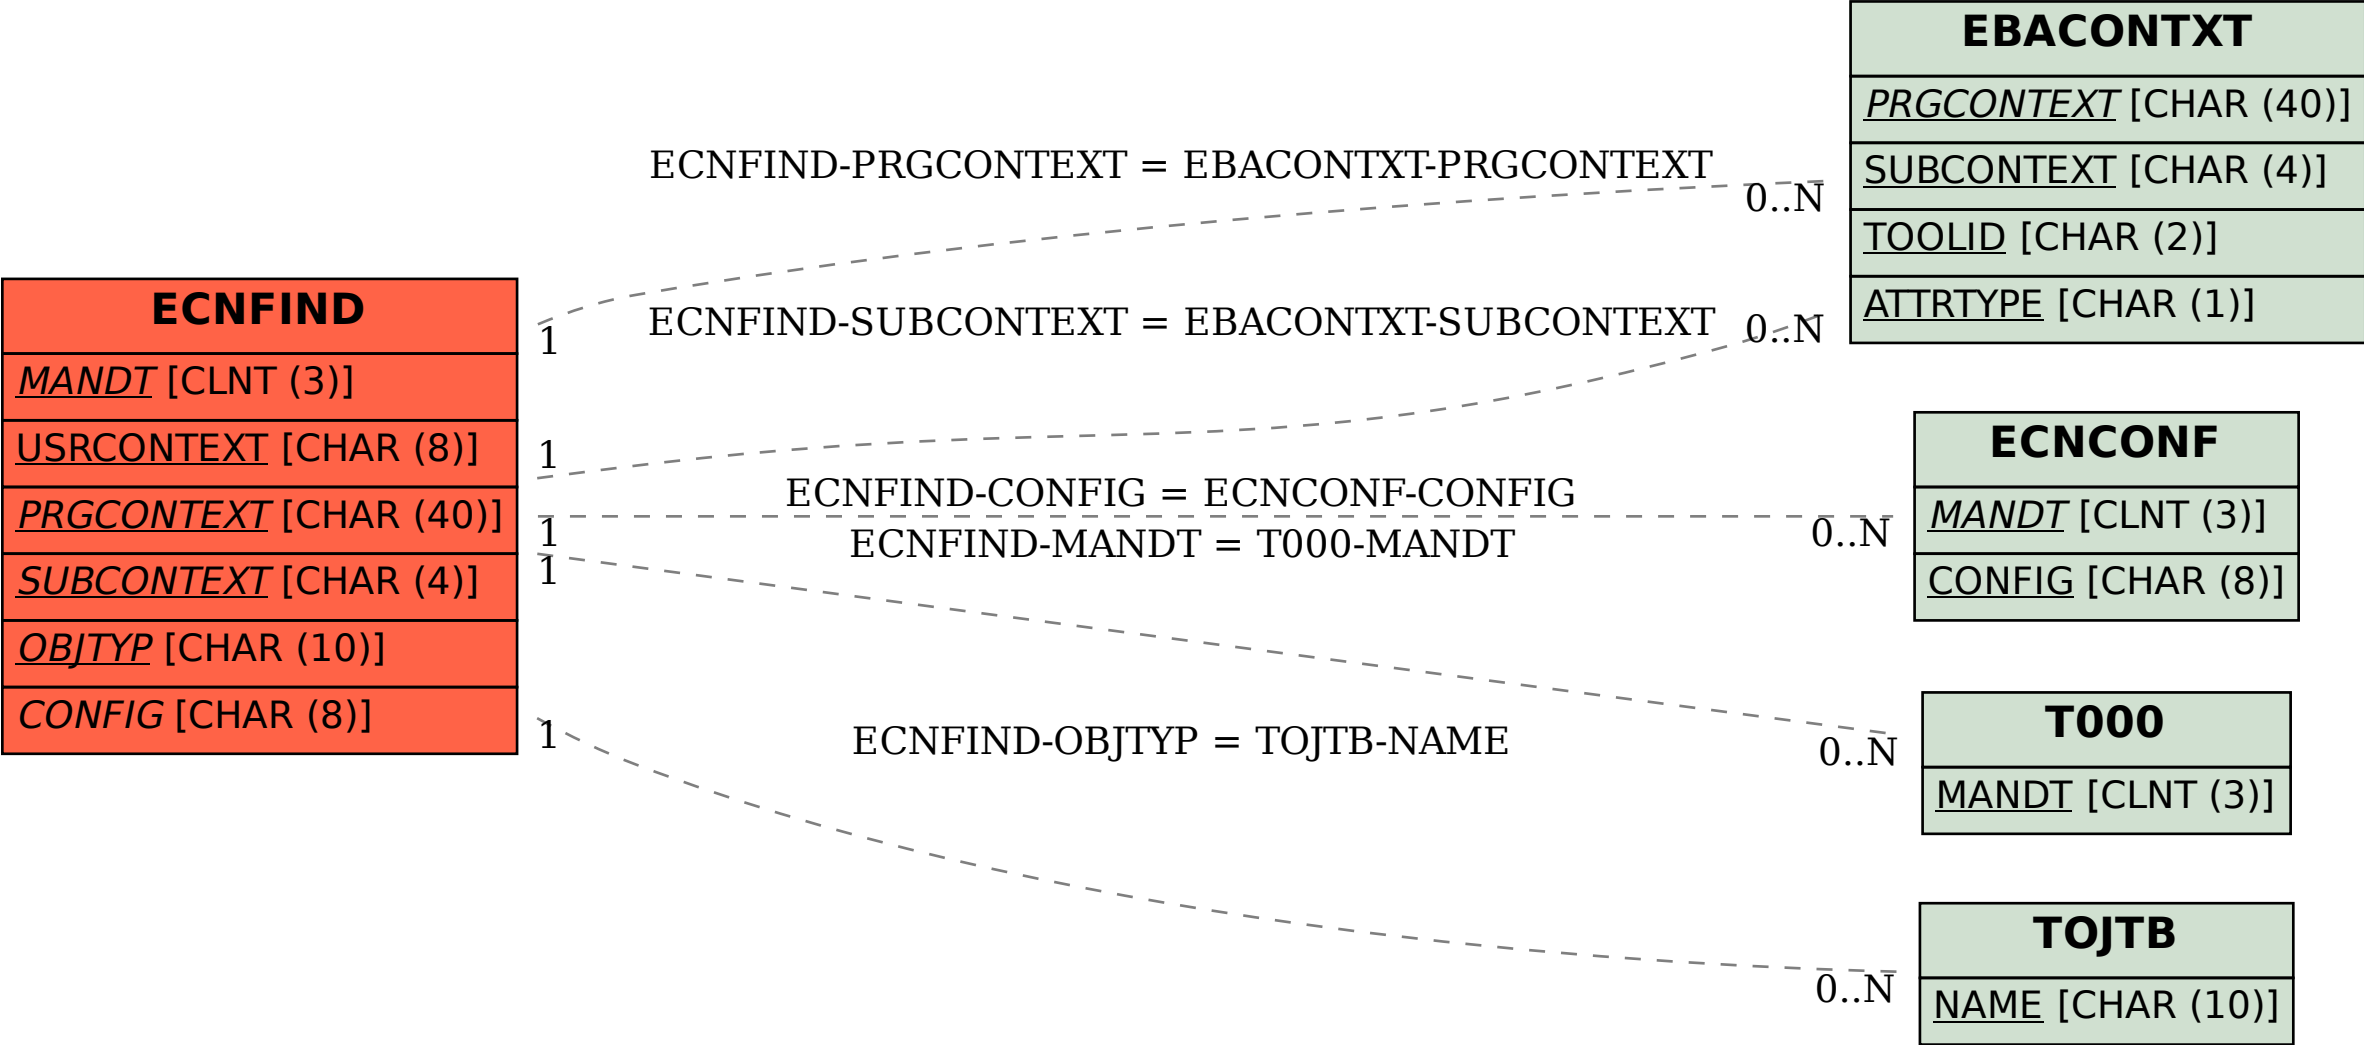 ECNFIND
MANDT [CLNT (3)]
USRCONTEXT [CHAR (8)]
PRGCONTEXT [CHAR (40)]
SUBCONTEXT [CHAR (4)]
OBJTYP [CHAR (10)]
CONFIG [CHAR (8)]
ECNFIND-PRGCONTEXT = EBACONTXT-PRGCONTEXT
0..N
1
ECNFIND-SUBCONTEXT = EBACONTXT-SUBCONTEXT
0..N
1
ECNFIND-CONFIG = ECNCONF-CONFIG
0..N
1
ECNFIND-MANDT = T000-MANDT
1
0..N
ECNFIND-OBJTYP = TOJTB-NAME
1
0..N
EBACONTXT
PRGCONTEXT [CHAR (40)]
SUBCONTEXT [CHAR (4)]
TOOLID [CHAR (2)]
ATTRTYPE [CHAR (1)]
ECNCONF
MANDT [CLNT (3)]
CONFIG [CHAR (8)]
T000
MANDT [CLNT (3)]
TOJTB
NAME [CHAR (10)]